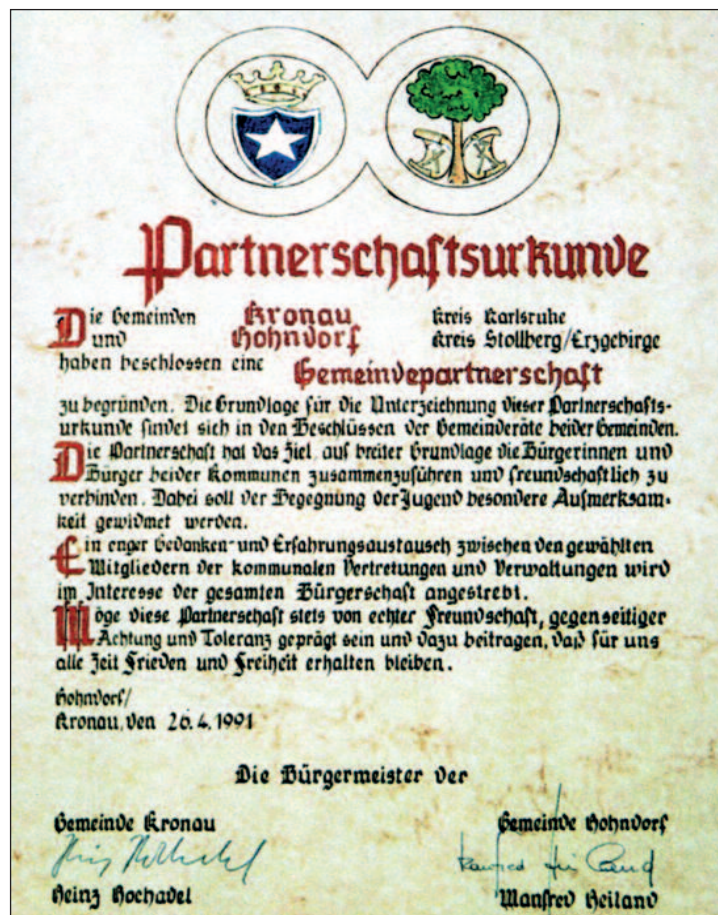 Partnerschaftsurkunde
Die Gemeinden Kronau Kreis Karlsruhe
und Hohndorf Kreis Stollberg/Erzgebirge
haben beschlossen eine Gemeindepartnerschaft
zu begründen. Die Grundlage für die Unterzeichnung dieser Partnerschafts-
urkunde findet sich in den Beschlüssen der Gemeinderäte beider Gemeinden.
Die Partnerschaft hat das Ziel, auf breiter Grundlage die Bürgerinnen und
Bürger beider Kommunen zusammenzuführen und freundschaftlich zu
verbinden. Dabei soll der Begegnung der Jugend besondere Aufmerksam-
keit gewidmet werden.
Ein enger Gedanken- und Erfahrungsaustausch zwischen den gewählten
Mitgliedern der kommunalen Vertretungen und Verwaltungen wird
im Interesse der gesamten Bürgerschaft angestrebt.
Möge diese Partnerschaft stets von echter Freundschaft, gegenseitiger
Achtung und Toleranz geprägt sein und dazu beitragen, daß für uns
alle Zeit Frieden und Freiheit erhalten bleiben.
Hohndorf/
Kronau, den 26.4.1991
Die Bürgermeister der
Gemeinde Kronau Gemeinde Hohndorf
Heinz Hochadel Manfred Heiland
Heinz Hochadel Manfred Heiland